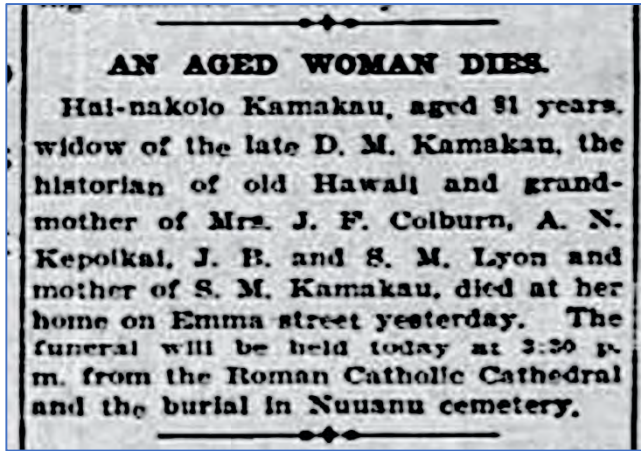 AN AGED WOMAN DIES.
Hai-nakolo Kamakau, aged 81 years,
widow of the late D. M. Kamakau, the
historian of old Hawaii and grand-
mother of Mrs. J. F. Colburn, A. N.
Kepoikai, J. B. and S. M. Lyon and
mother of S. M. Kamakau, died at her
home on Emma street yesterday. The
funeral will be held today at 3:30 p.
m. from the Roman Catholic Cathedral
and the burial in Nuuanu cemetery.